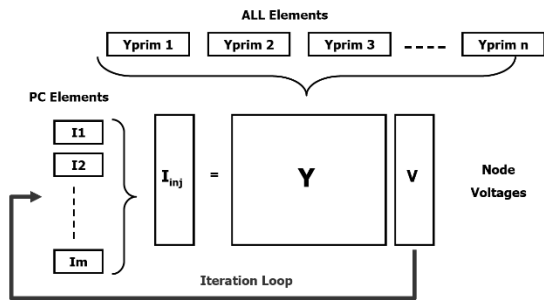 ALL Elements
Yprim 1 Yprim 2 Yprim 3 Yprim n
PC Elements
I1
I2
Im
Iinj = Y V
Node
Voltages
Iteration Loop